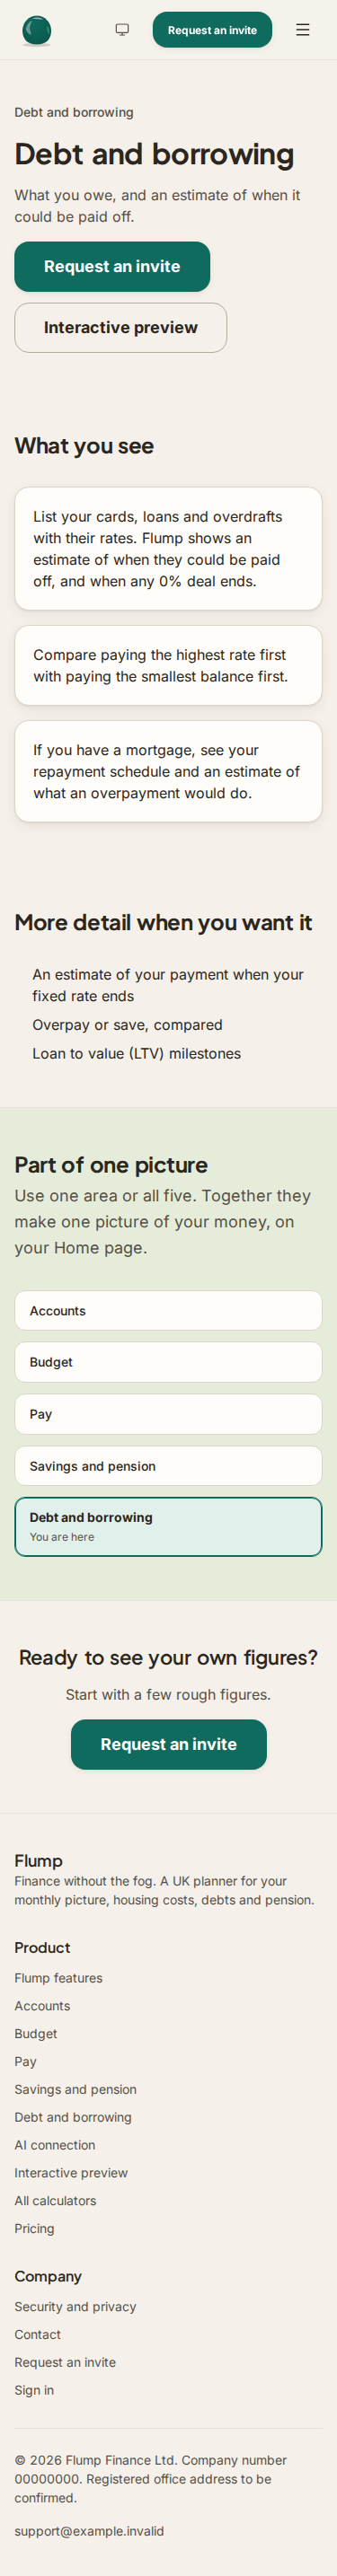 Request an invite
Debt and borrowing
Debt and borrowing
What you owe, and an estimate of when it
could be paid off.
Request an invite
Interactive preview
What you see
List your cards, loans and overdrafts
with their rates. Flump shows an
estimate of when they could be paid
off, and when any 0% deal ends.
Compare paying the highest rate first
with paying the smallest balance first.
If you have a mortgage, see your
repayment schedule and an estimate of
what an overpayment would do.
More detail when you want it
An estimate of your payment when your
fixed rate ends
Overpay or save, compared
Loan to value (LTV) milestones
Part of one picture
Use one area or all five. Together they
make one picture of your money, on
your Home page.
Accounts
Budget
Pay
Savings and pension
Debt and borrowing
You are here
Ready to see your own figures?
Start with a few rough figures.
Request an invite
Flump
Finance without the fog. A UK planner for your
monthly picture, housing costs, debts and pension.
Product
Flump features
Accounts
Budget
Pay
Savings and pension
Debt and borrowing
AI connection
Interactive preview
All calculators
Pricing
Company
Security and privacy
Contact
Request an invite
Sign in
© 2026 Flump Finance Ltd. Company number
00000000. Registered office address to be
confirmed.
support@example.invalid